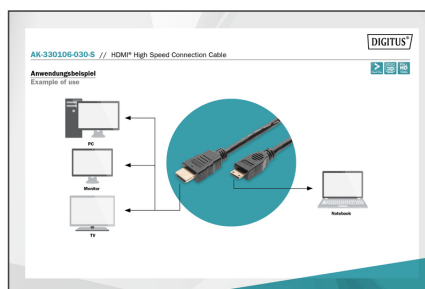 DIGITUS®
AK-330106-030-S // HDMI® High Speed Connection Cable
Anwendungsbeispiel
Example of use
PC
Monitor
TV
Notebook